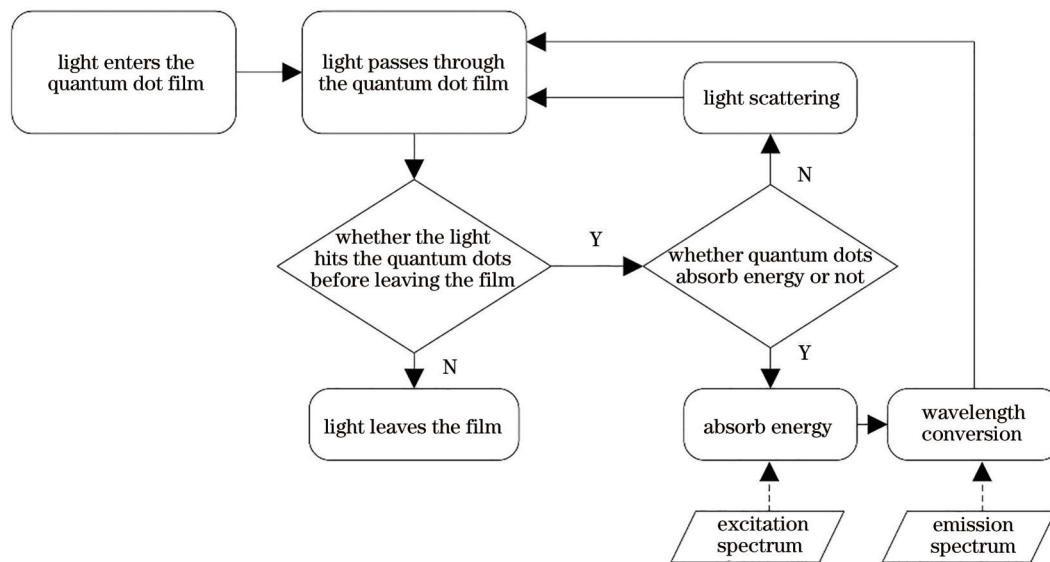 light enters the
quantum dot film
light passes through
the quantum dot film
light scattering
N
whether the light
hits the quantum dots
before leaving the film
Y
whether quantum dots
absorb energy or not
N
Y
light leaves the film
absorb energy
wavelength
conversion
excitation
spectrum
emission
spectrum